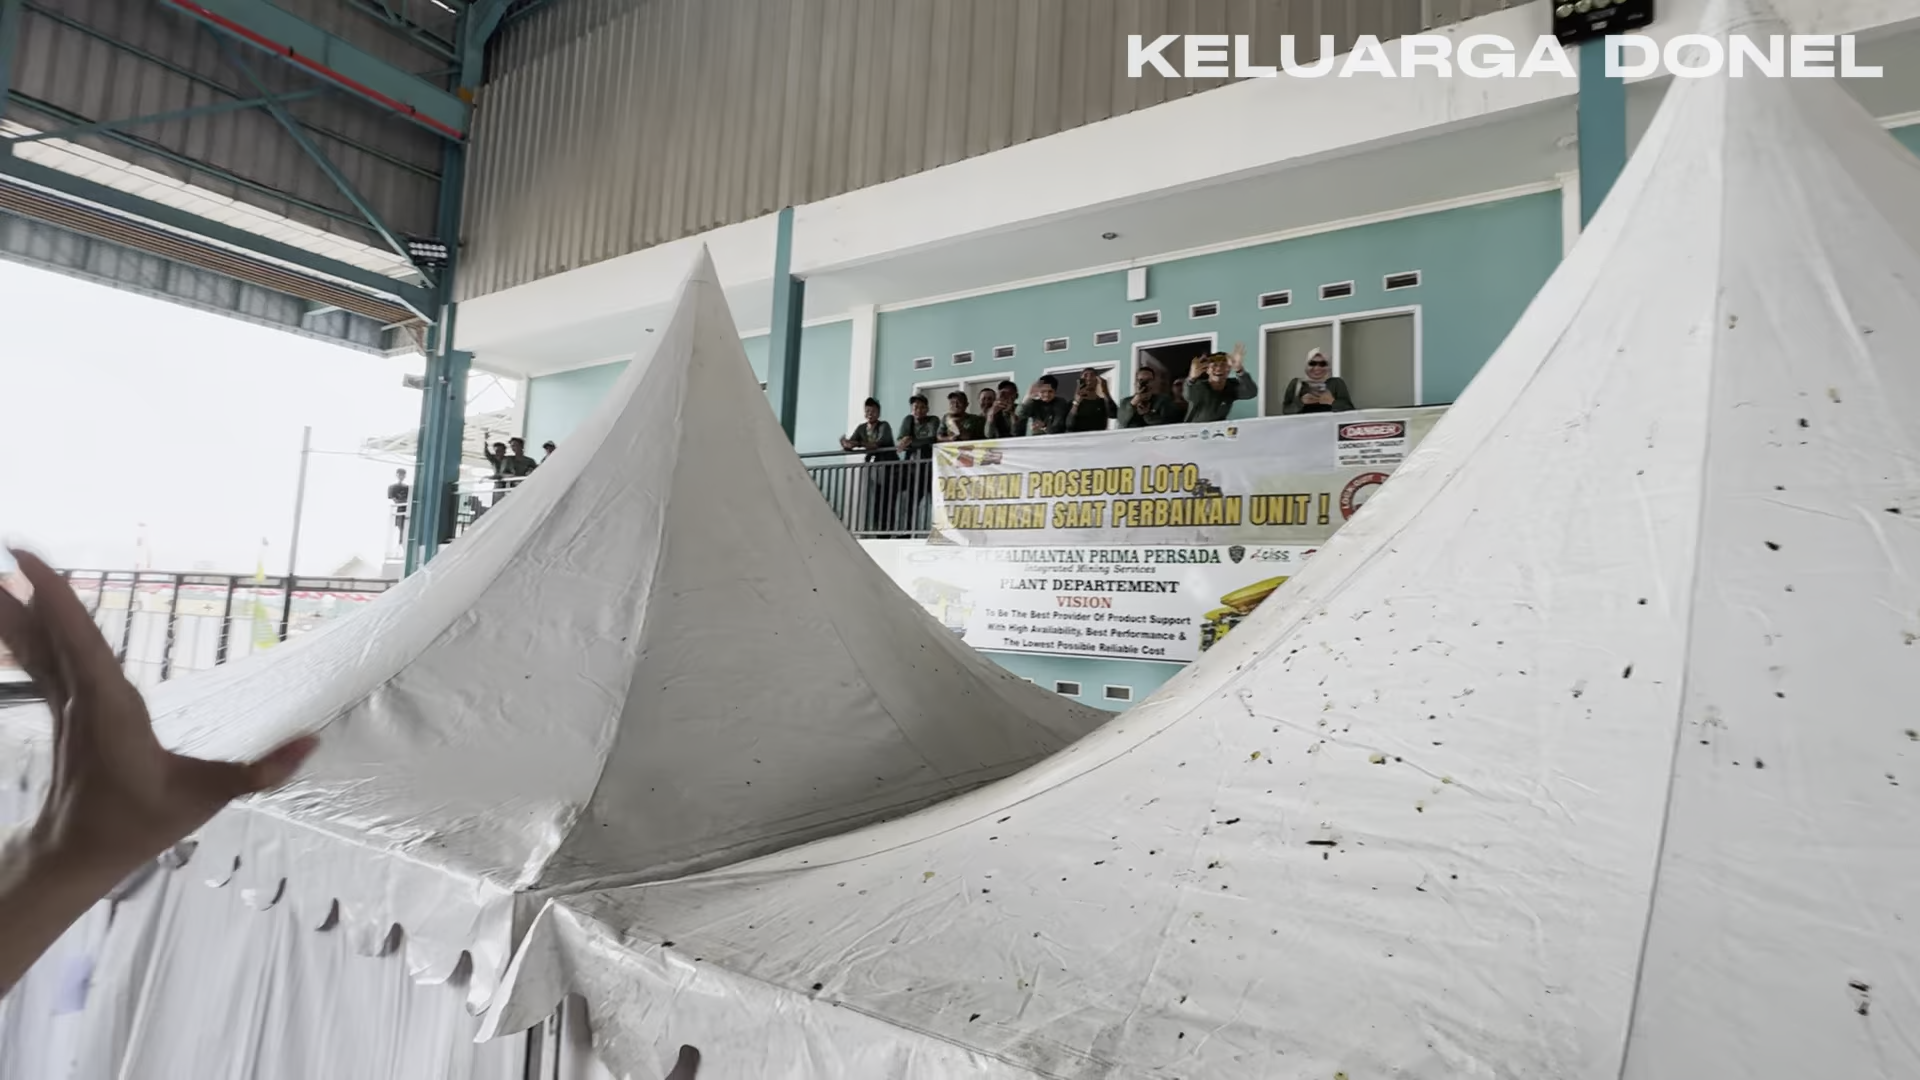 KELUARGA DONEL
PASTIKAN PROSEDUR LOTO
DIJALANKAN SAAT PERBAIKAN UNIT !
DANGER
PT KALIMANTAN PRIMA PERSADA
Integrated Mining Services
PLANT DEPARTEMENT
VISION
To Be The Best Provider Of Product Support
With High Availability, Best Performance &
The Lowest Possible Reliable Cost